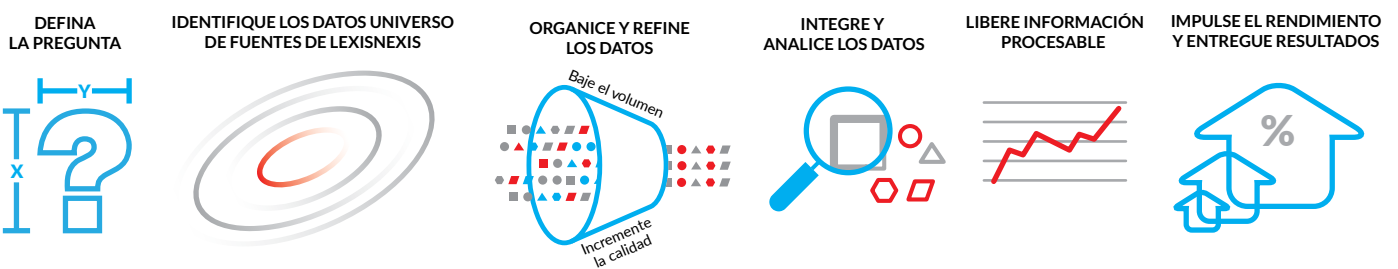 DEFINA
LA PREGUNTA
Y
X
IDENTIFIQUE LOS DATOS UNIVERSO
DE FUENTES DE LEXISNEXIS
ORGANICE Y REFINE
LOS DATOS
Baje el volumen
Incremente
la calidad
INTEGRE Y
ANALICE LOS DATOS
LIBERE INFORMACIÓN
PROCESABLE
IMPULSE EL RENDIMIENTO
Y ENTREGUE RESULTADOS
%